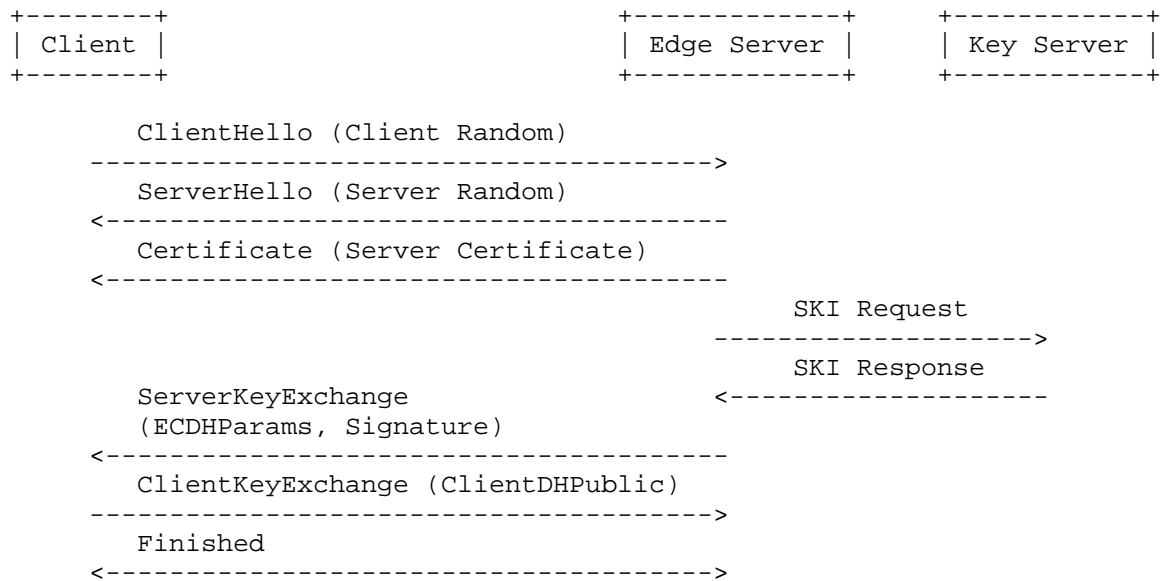 +--------+ +-------------+ +------------+
| Client | | Edge Server | | Key Server |
+--------+ +-------------+ +------------+
ClientHello (Client Random)
--------------------------------------->
ServerHello (Server Random)
<---------------------------------------
Certificate (Server Certificate)
<---------------------------------------
SKI Request
-------------------->
SKI Response
ServerKeyExchange <--------------------
(ECDHParams, Signature)
<---------------------------------------
ClientKeyExchange (ClientDHPublic)
--------------------------------------->
Finished
<-------------------------------------->